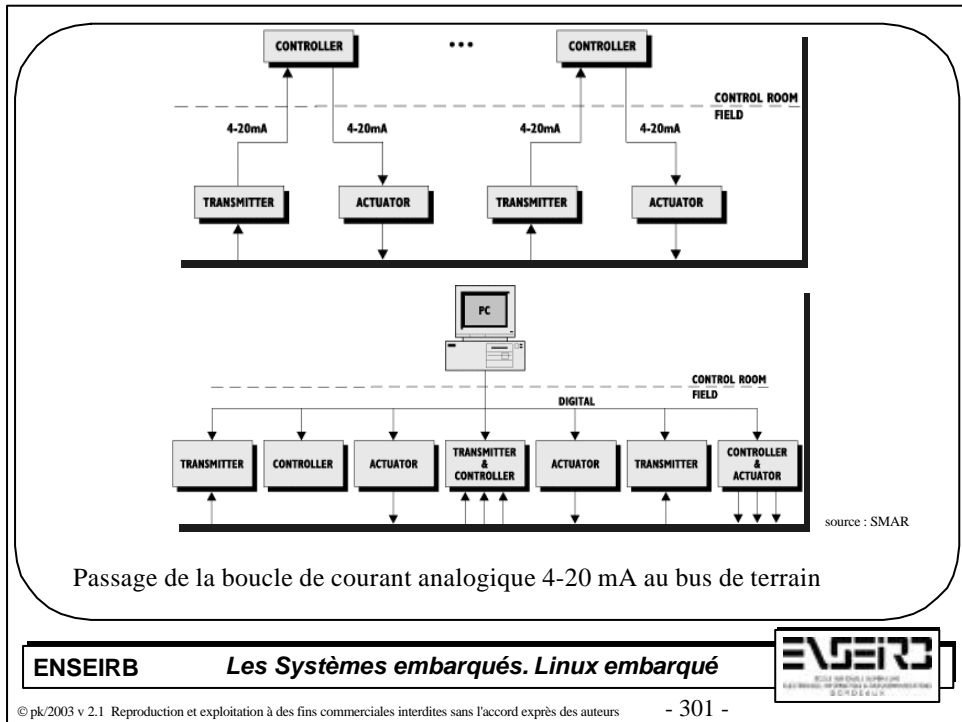 CONTROLLER ... CONTROLLER
CONTROL ROOM
FIELD
4-20mA 4-20mA 4-20mA 4-20mA
TRANSMITTER ACTUATOR TRANSMITTER ACTUATOR
PC
CONTROL ROOM
FIELD
DIGITAL
TRANSMITTER CONTROLLER ACTUATOR TRANSMITTER & CONTROLLER ACTUATOR TRANSMITTER CONTROLLER & ACTUATOR
source : SMAR
Passage de la boucle de courant analogique 4-20 mA au bus de terrain
ENSEIRB Les Systèmes embarqués. Linux embarqué ENSEIRB
BORDEAUX
© pk/2003 v 2.1 Reproduction et exploitation à des fins commerciales interdites sans l'accord exprès des auteurs - 301 -